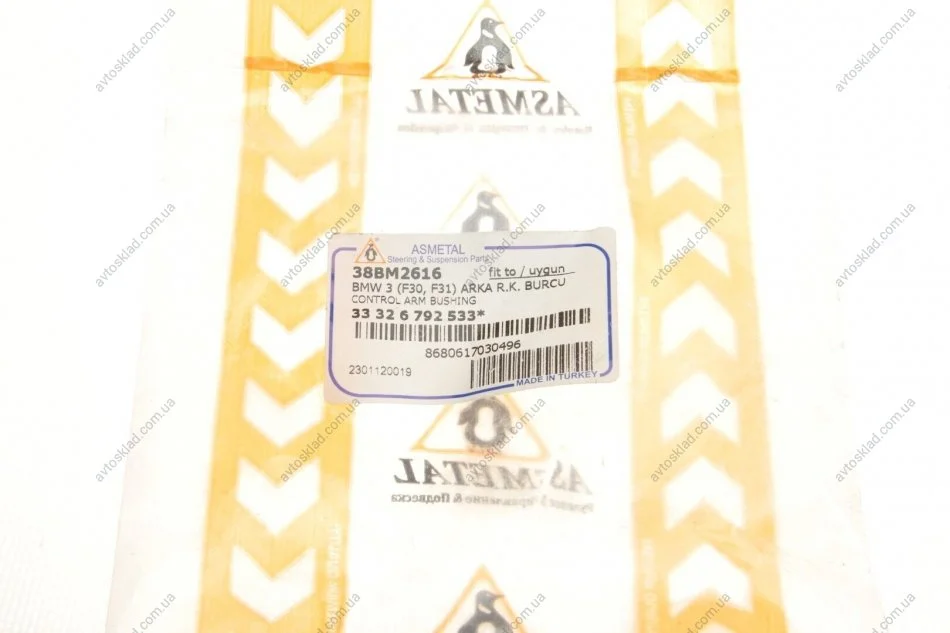 ASMETAL
ASMETAL
Steering & Suspension Parts
38BM2616 fit to / uygun
BMW 3 (F30, F31) ARKA R.K. BURCU
CONTROL ARM BUSHING
33 32 6 792 533*
8680617030496
2301120019
MADE IN TURKEY
ASMETAL ASMETAL
avtosklad.com.ua